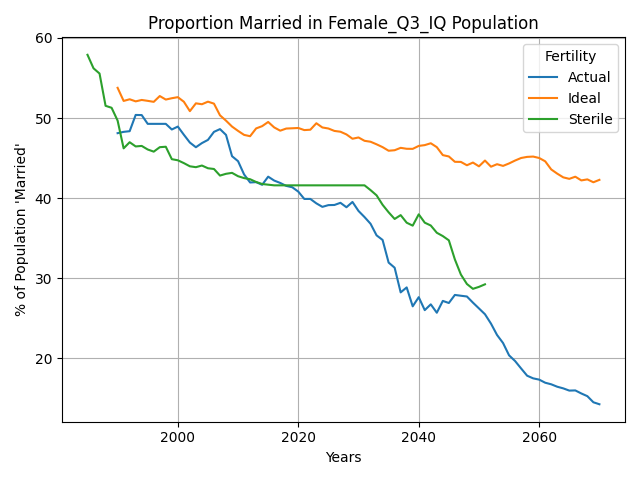 Proportion Married in Female_Q3_IQ Population
% of Population 'Married'
60
50
40
30
20
Fertility
Actual
Ideal
Sterile
2000
2020
2040
2060
Years